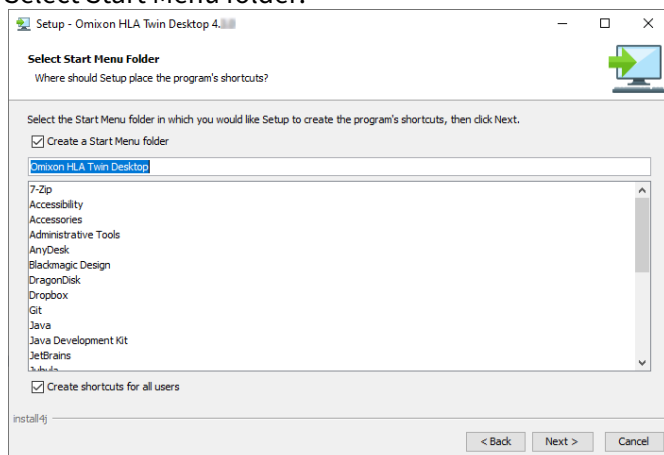 Select Start Menu folder.
Setup - Omixon HLA Twin Desktop 4.
Select Start Menu Folder
Where should Setup place the program's shortcuts?
Select the Start Menu folder in which you would like Setup to create the program's shortcuts, then click Next.
Create a Start Menu folder
Omixon HLA Twin Desktop
7-Zip
Accessibility
Accessories
Administrative Tools
AnyDesk
Blackmagic Design
DragonDisk
Dropbox
Git
Java
Java Development Kit
JetBrains
Create shortcuts for all users
install4j
< Back
Next >
Cancel